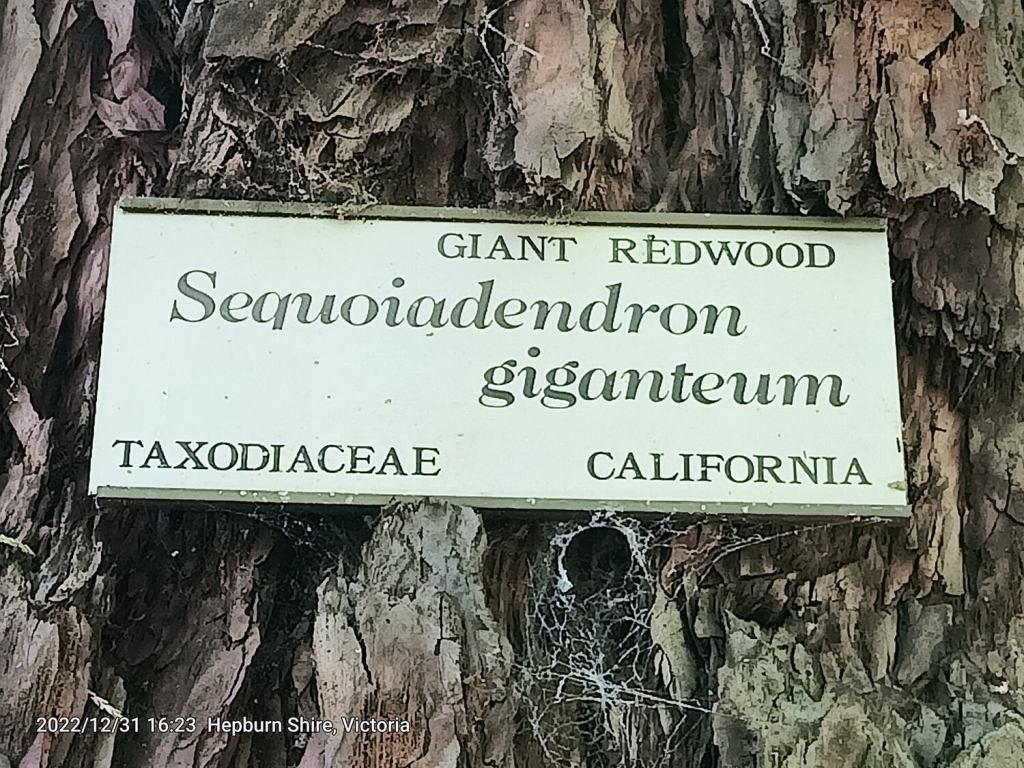 GIANT REDWOOD
Sequoiadendron
giganteum
TAXODIACEAE CALIFORNIA
2022/12/31 16:23 Hepburn Shire, Victoria